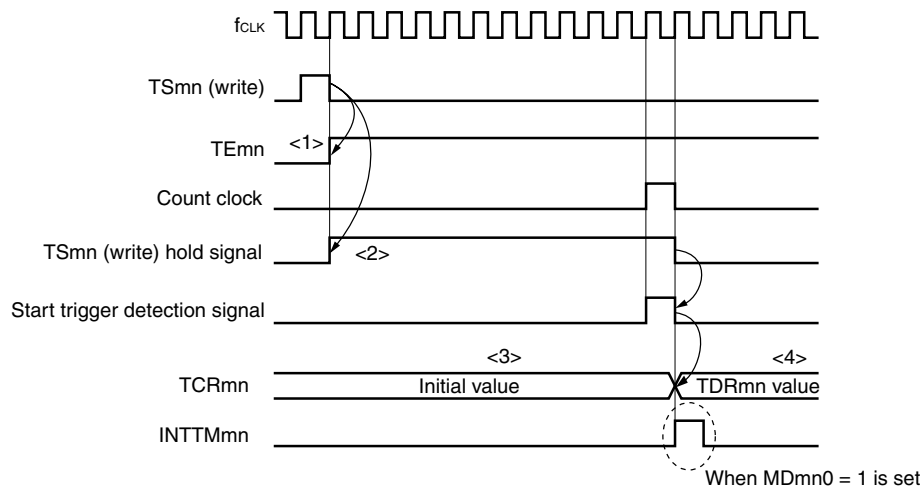 fCLK
TSmn (write)
<1>
TEmn
Count clock
TSmn (write) hold signal
<2>
Start trigger detection signal
<3>
<4>
TCRmn
Initial value
TDRmn value
INTTMmn
When MDmn0 = 1 is set